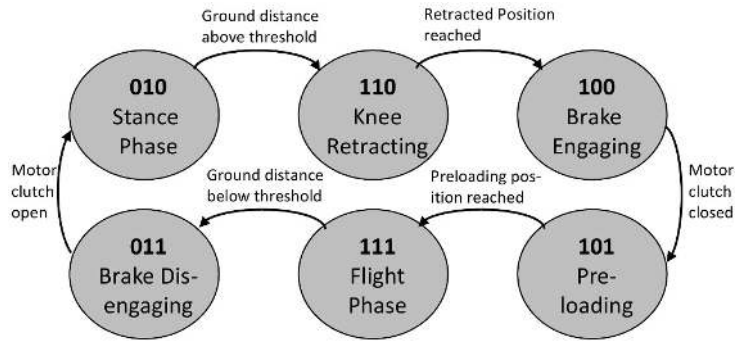 Ground distance
above threshold
Retracted Position
reached
010
Stance
Phase
110
Knee
Retracting
100
Brake
Engaging
Motor
clutch
open
Ground distance
below threshold
Preloading pos-
ition reached
Motor
clutch
closed
011
Brake Dis-
engaging
111
Flight
Phase
101
Pre-
loading